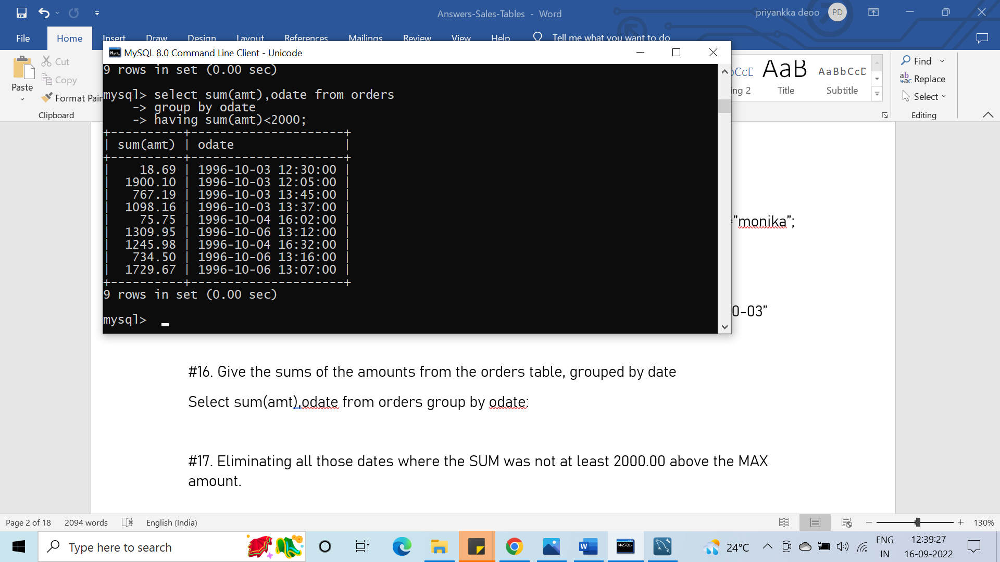 Answers-Sales-Tables - Word
priyankka deoo
PD
File
Home
Insert
Draw
Design
Layout
References
Mailings
Review
View
Help
Tell me what you want to do
Paste
Cut
Copy
Format Pain
Clipboard
bCcD
ing 2
AaB
Title
AaBbCcD
Subtitle
Find
Replace
Select
Editing
MySQL 8.0 Command Line Client - Unicode
9 rows in set (0.00 sec)
mysql> select sum(amt),odate from orders
-> group by odate
-> having sum(amt)<2000;
+----------+---------------------+
| sum(amt) | odate               |
+----------+---------------------+
|    18.69 | 1996-10-03 12:30:00 |
|  1900.10 | 1996-10-03 12:05:00 |
|   767.19 | 1996-10-03 13:45:00 |
|  1098.16 | 1996-10-03 13:37:00 |
|    75.75 | 1996-10-04 16:02:00 |
|  1309.95 | 1996-10-06 13:12:00 |
|  1245.98 | 1996-10-04 16:32:00 |
|   734.50 | 1996-10-06 13:16:00 |
|  1729.67 | 1996-10-06 13:07:00 |
+----------+---------------------+
9 rows in set (0.00 sec)
mysql> _
="monika";
0-03"
#16. Give the sums of the amounts from the orders table, grouped by date
Select sum(amt),odate from orders group by odate:
#17. Eliminating all those dates where the SUM was not at least 2000.00 above the MAX
amount.
Page 2 of 18
2094 words
English (India)
130%
Type here to search
24°C
ENG
IN
12:39:27
16-09-2022